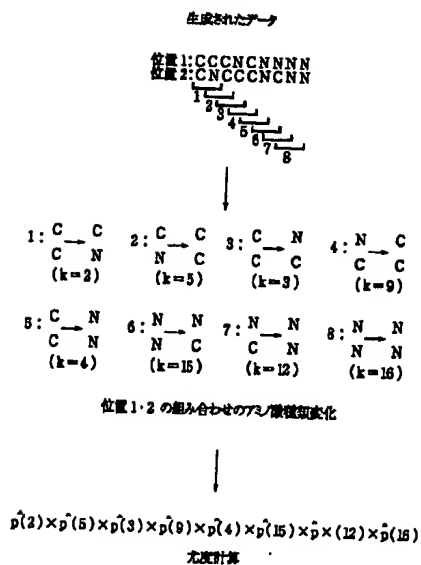 生成されたデータ
位置1:CCCNCNNNN
位置2:CNCCCNCNN
1
2
3
4
5
6
7
8
1: C → C
C N
(k=2)
2: C → C
N C
(k=5)
3: C → N
C C
(k=3)
4: N → C
C C
(k=9)
5: C → N
C N
(k=4)
6: N → N
N C
(k=15)
7: N → N
C N
(k=12)
8: N → N
N N
(k=16)
位置1・2の組み合わせのアミノ酸種類変化
p̂(2)×p̂(5)×p̂(3)×p̂(9)×p̂(4)×p̂(15)×p̂×(12)×p̂(16)
尤度計算